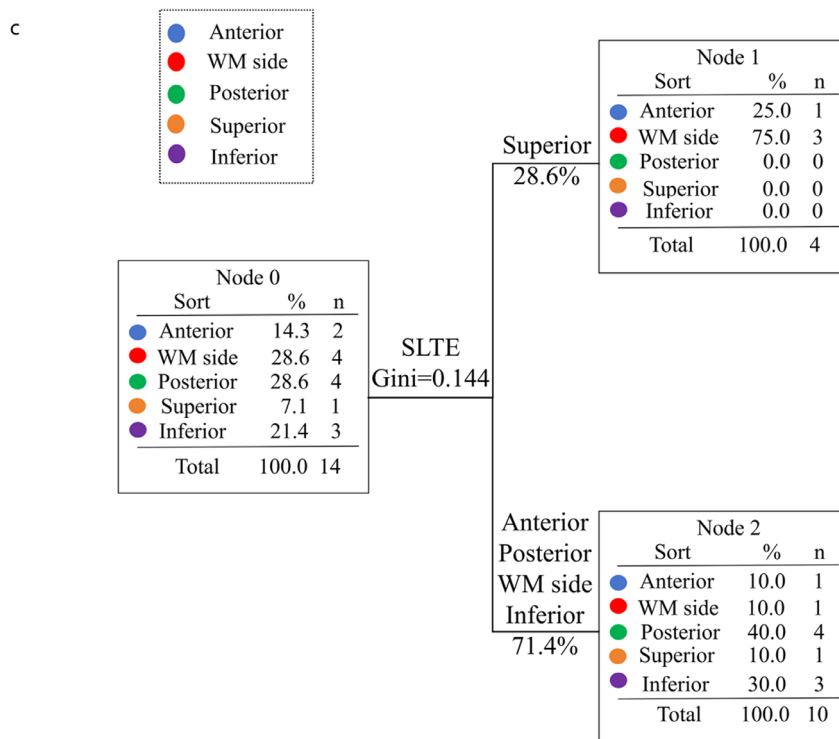 c
Anterior
WM side
Posterior
Superior
Inferior
Node 0
Sort % n
Anterior 14.3 2
WM side 28.6 4
Posterior 28.6 4
Superior 7.1 1
Inferior 21.4 3
Total 100.0 14
SLTE
Gini=0.144
Superior
28.6%
Node 1
Sort % n
Anterior 25.0 1
WM side 75.0 3
Posterior 0.0 0
Superior 0.0 0
Inferior 0.0 0
Total 100.0 4
Anterior
Posterior
WM side
Inferior
71.4%
Node 2
Sort % n
Anterior 10.0 1
WM side 10.0 1
Posterior 40.0 4
Superior 10.0 1
Inferior 30.0 3
Total 100.0 10